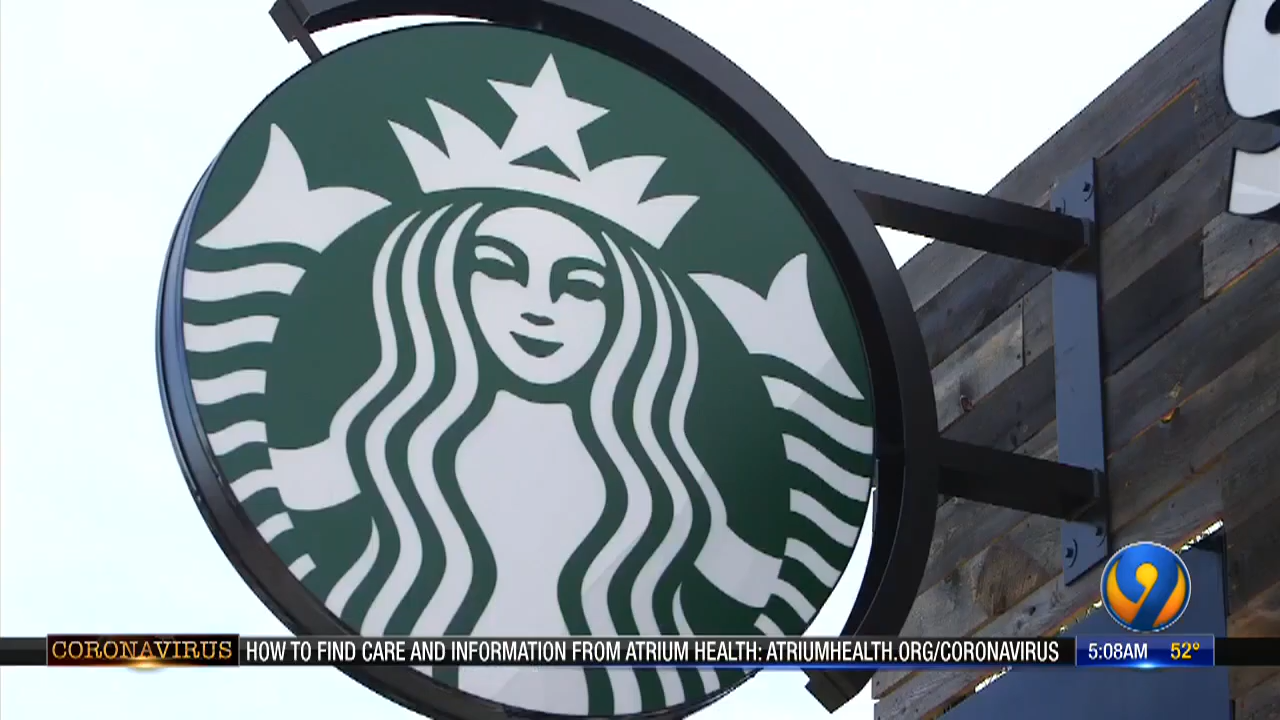 S
CORONAVIRUS HOW TO FIND CARE AND INFORMATION FROM ATRIUM HEALTH: ATRIUMHEALTH.ORG/CORONAVIRUS 5:08AM 52°
9